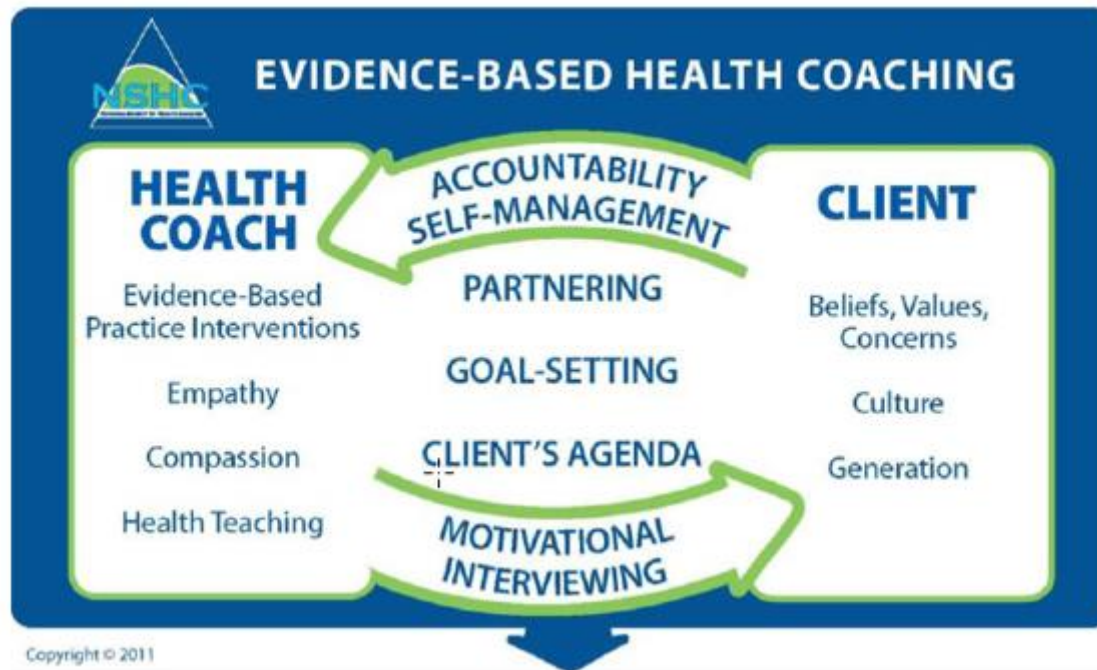 NSHC
EVIDENCE-BASED HEALTH COACHING
HEALTH
COACH
Evidence-Based
Practice Interventions
Empathy
Compassion
Health Teaching
ACCOUNTABILITY
SELF-MANAGEMENT
PARTNERING
GOAL-SETTING
CLIENT'S AGENDA
MOTIVATIONAL
INTERVIEWING
CLIENT
Beliefs, Values,
Concerns
Culture
Generation
Copyright © 2011